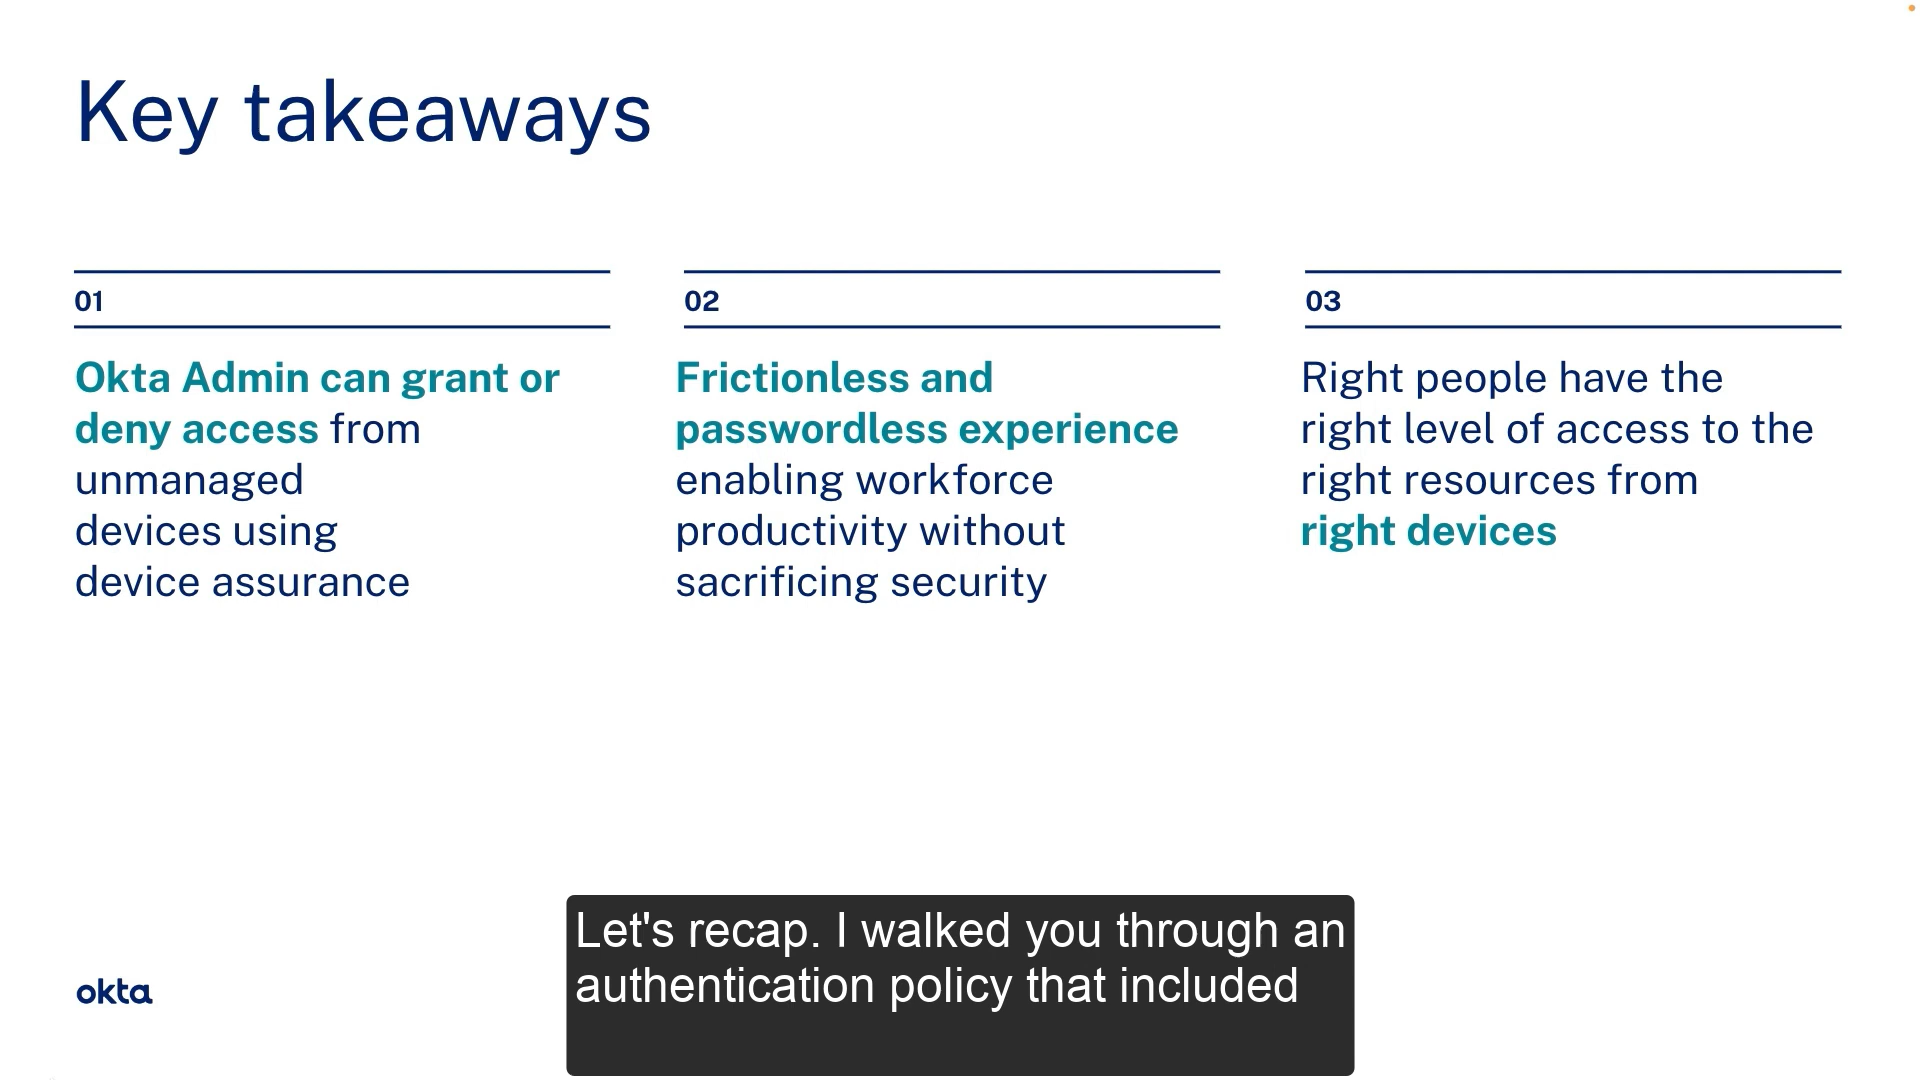 Key takeaways
01
Okta Admin can grant or
deny access from
unmanaged
devices using
device assurance
02
Frictionless and
passwordless experience
enabling workforce
productivity without
sacrificing security
03
Right people have the
right level of access to the
right resources from
right devices
okta
Let's recap. I walked you through an
authentication policy that included